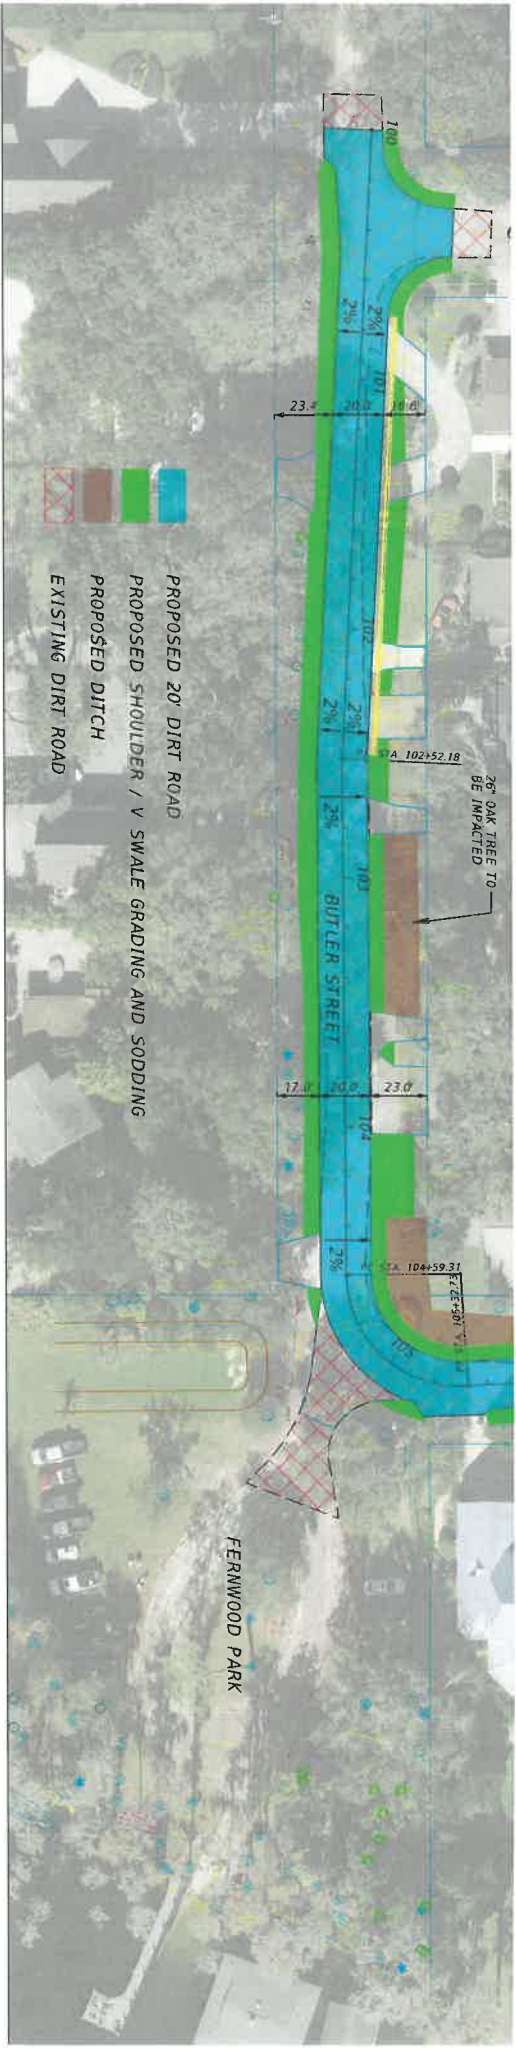 100
2%
2%
101
23.4
20.0
16.6
102
2%
2%
STA. 102+52.18
26" OAK TREE TO
BE IMPACTED
2%
103
BUTLER STREET
17.0
20.0
23.0
104
2%
STA. 104+59.31
105
FERNWOOD PARK
PROPOSED 20' DIRT ROAD
PROPOSED SHOULDER / V SWALE GRADING AND SODDING
PROPOSED DITCH
EXISTING DIRT ROAD